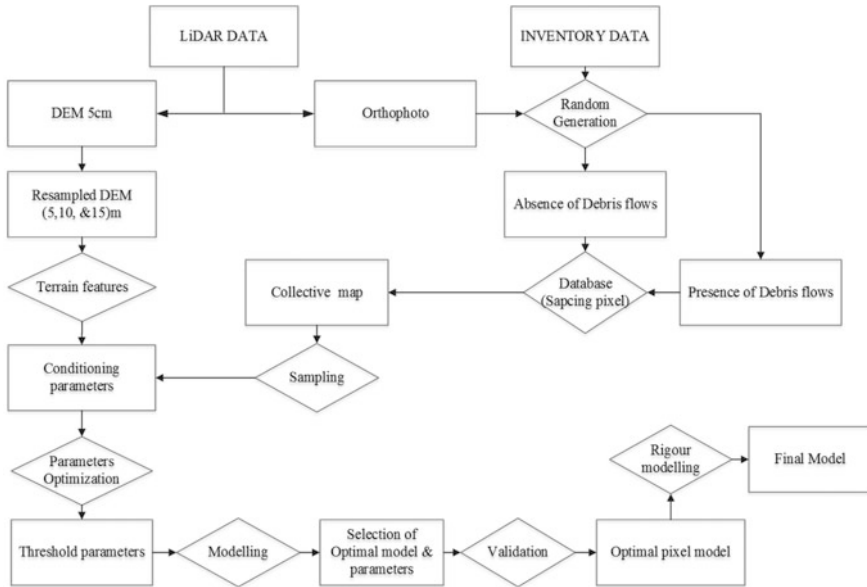 LiDAR DATA
INVENTORY DATA
DEM 5cm
Orthophoto
Random
Generation
Resampled DEM
(5,10, &15)m
Absence of Debris flows
Terrain features
Collective map
Database
(Sapcing pixel)
Presence of Debris flows
Conditioning
parameters
Sampling
Parameters
Optimization
Rigour
modelling
Final Model
Threshold parameters
Modelling
Selection of
Optimal model &
parameters
Validation
Optimal pixel model